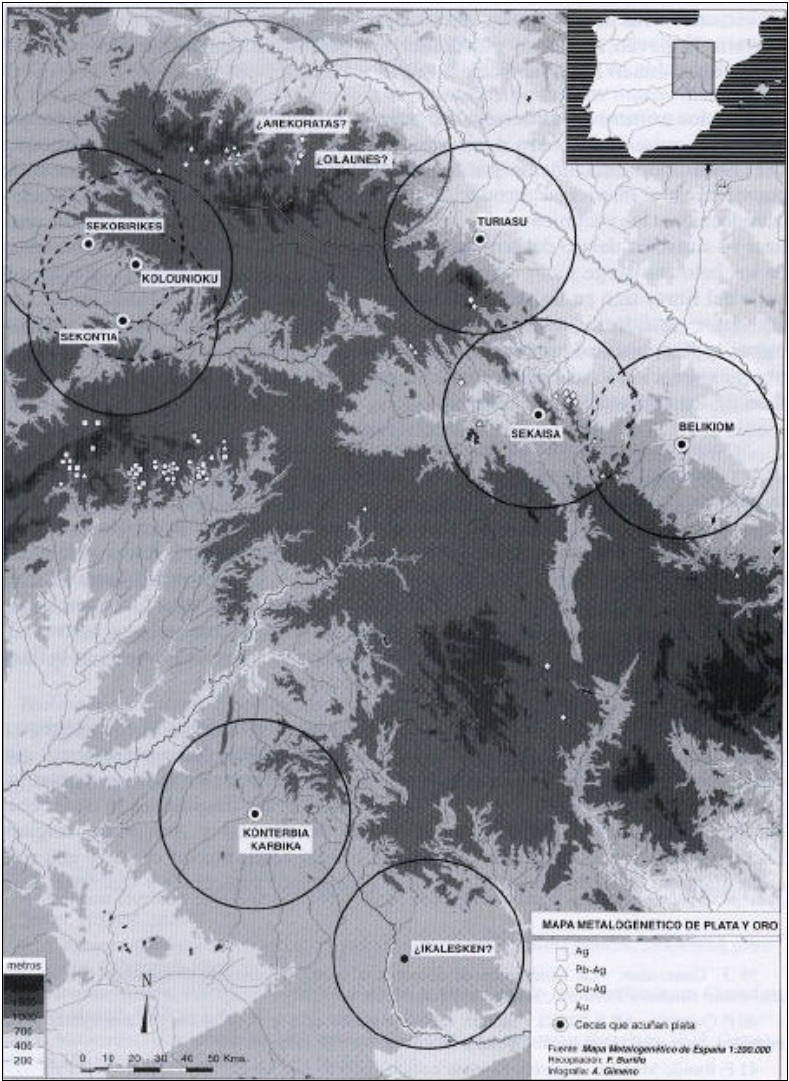 ¿AREKORATAS?
¿OILAUNES?
SEKOBIRIKES
TURIASU
KOLOUNIOKU
SEKONTIA
SEKAISA
BELIKIOM
KONTERBIA
KARBIKA
¿IKALESKEN?
MAPA METALOGENETICO DE PLATA Y ORO
Ag
Pb-Ag
Cu-Ag
Au
Cecas que acuñan plata
Fuente: Mapa Metalogenético de España 1:200.000
Recopilación: F. Burillo
Infografía: A. Gimeno
metros
1000
700
400
200
N
0 10 20 30 40 50 Kms.